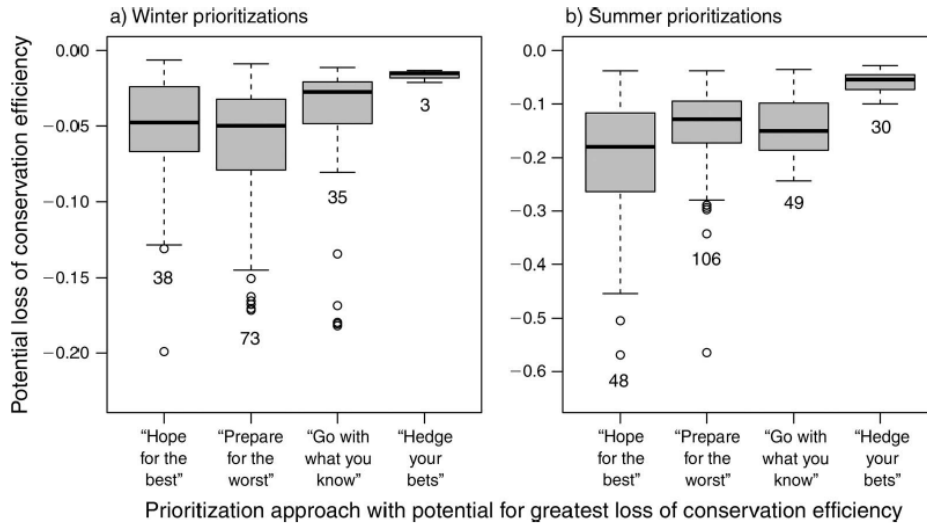 a) Winter prioritizations
b) Summer prioritizations
Potential loss of conservation efficiency
0.00
−0.05
−0.10
−0.15
−0.20
38
73
35
3
“Hope for the best”
“Prepare for the worst”
“Go with what you know”
“Hedge your bets”
0.0
−0.1
−0.2
−0.3
−0.4
−0.5
−0.6
48
106
49
30
“Hope for the best”
“Prepare for the worst”
“Go with what you know”
“Hedge your bets”
Prioritization approach with potential for greatest loss of conservation efficiency